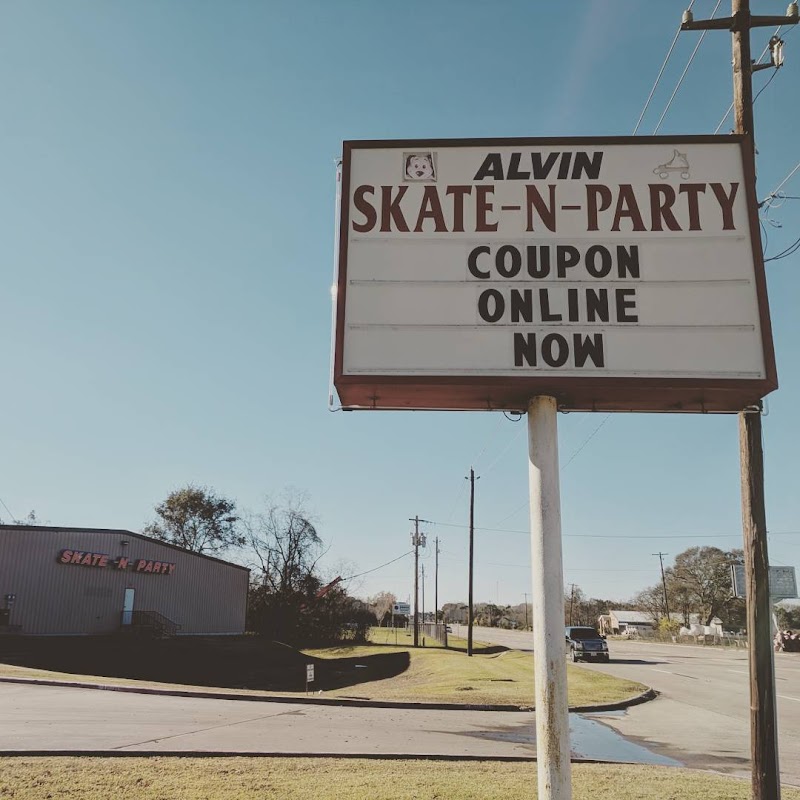 ALVIN
SKATE-N-PARTY
COUPON
ONLINE
NOW
SKATE-N-PARTY